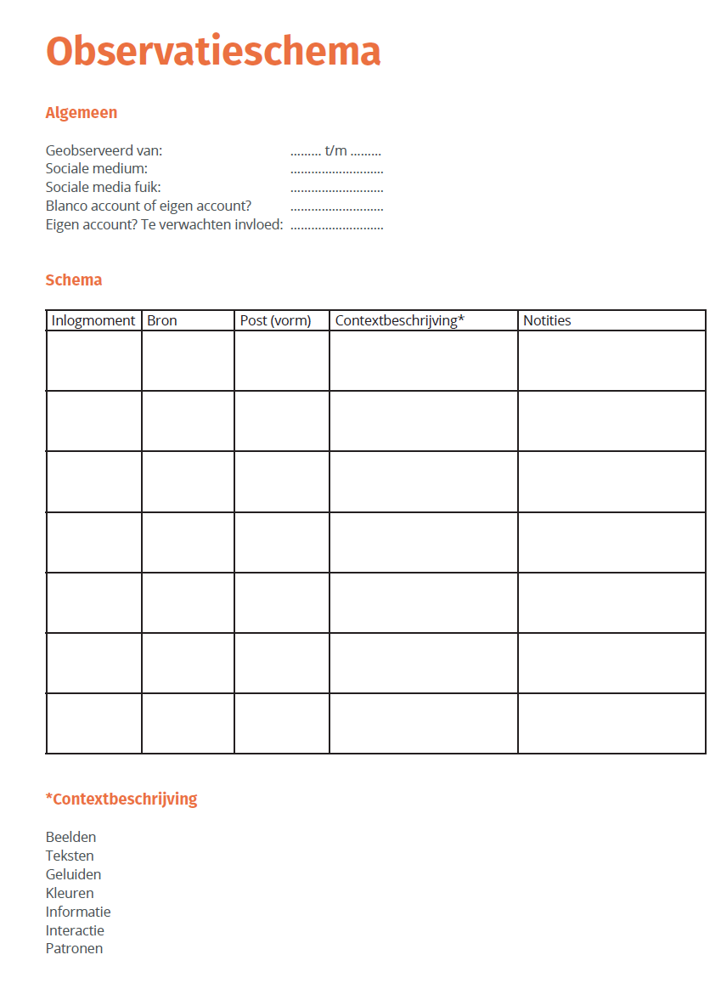 Observatieschema
Algemeen
Geobserveerd van: ......... t/m .........
Sociale medium: ...........................
Sociale media fuik: ...........................
Blanco account of eigen account? ...........................
Eigen account? Te verwachten invloed: ...........................
Schema
Inlogmoment Bron Post (vorm) Contextbeschrijving* Notities
*Contextbeschrijving
Beelden
Teksten
Geluiden
Kleuren
Informatie
Interactie
Patronen